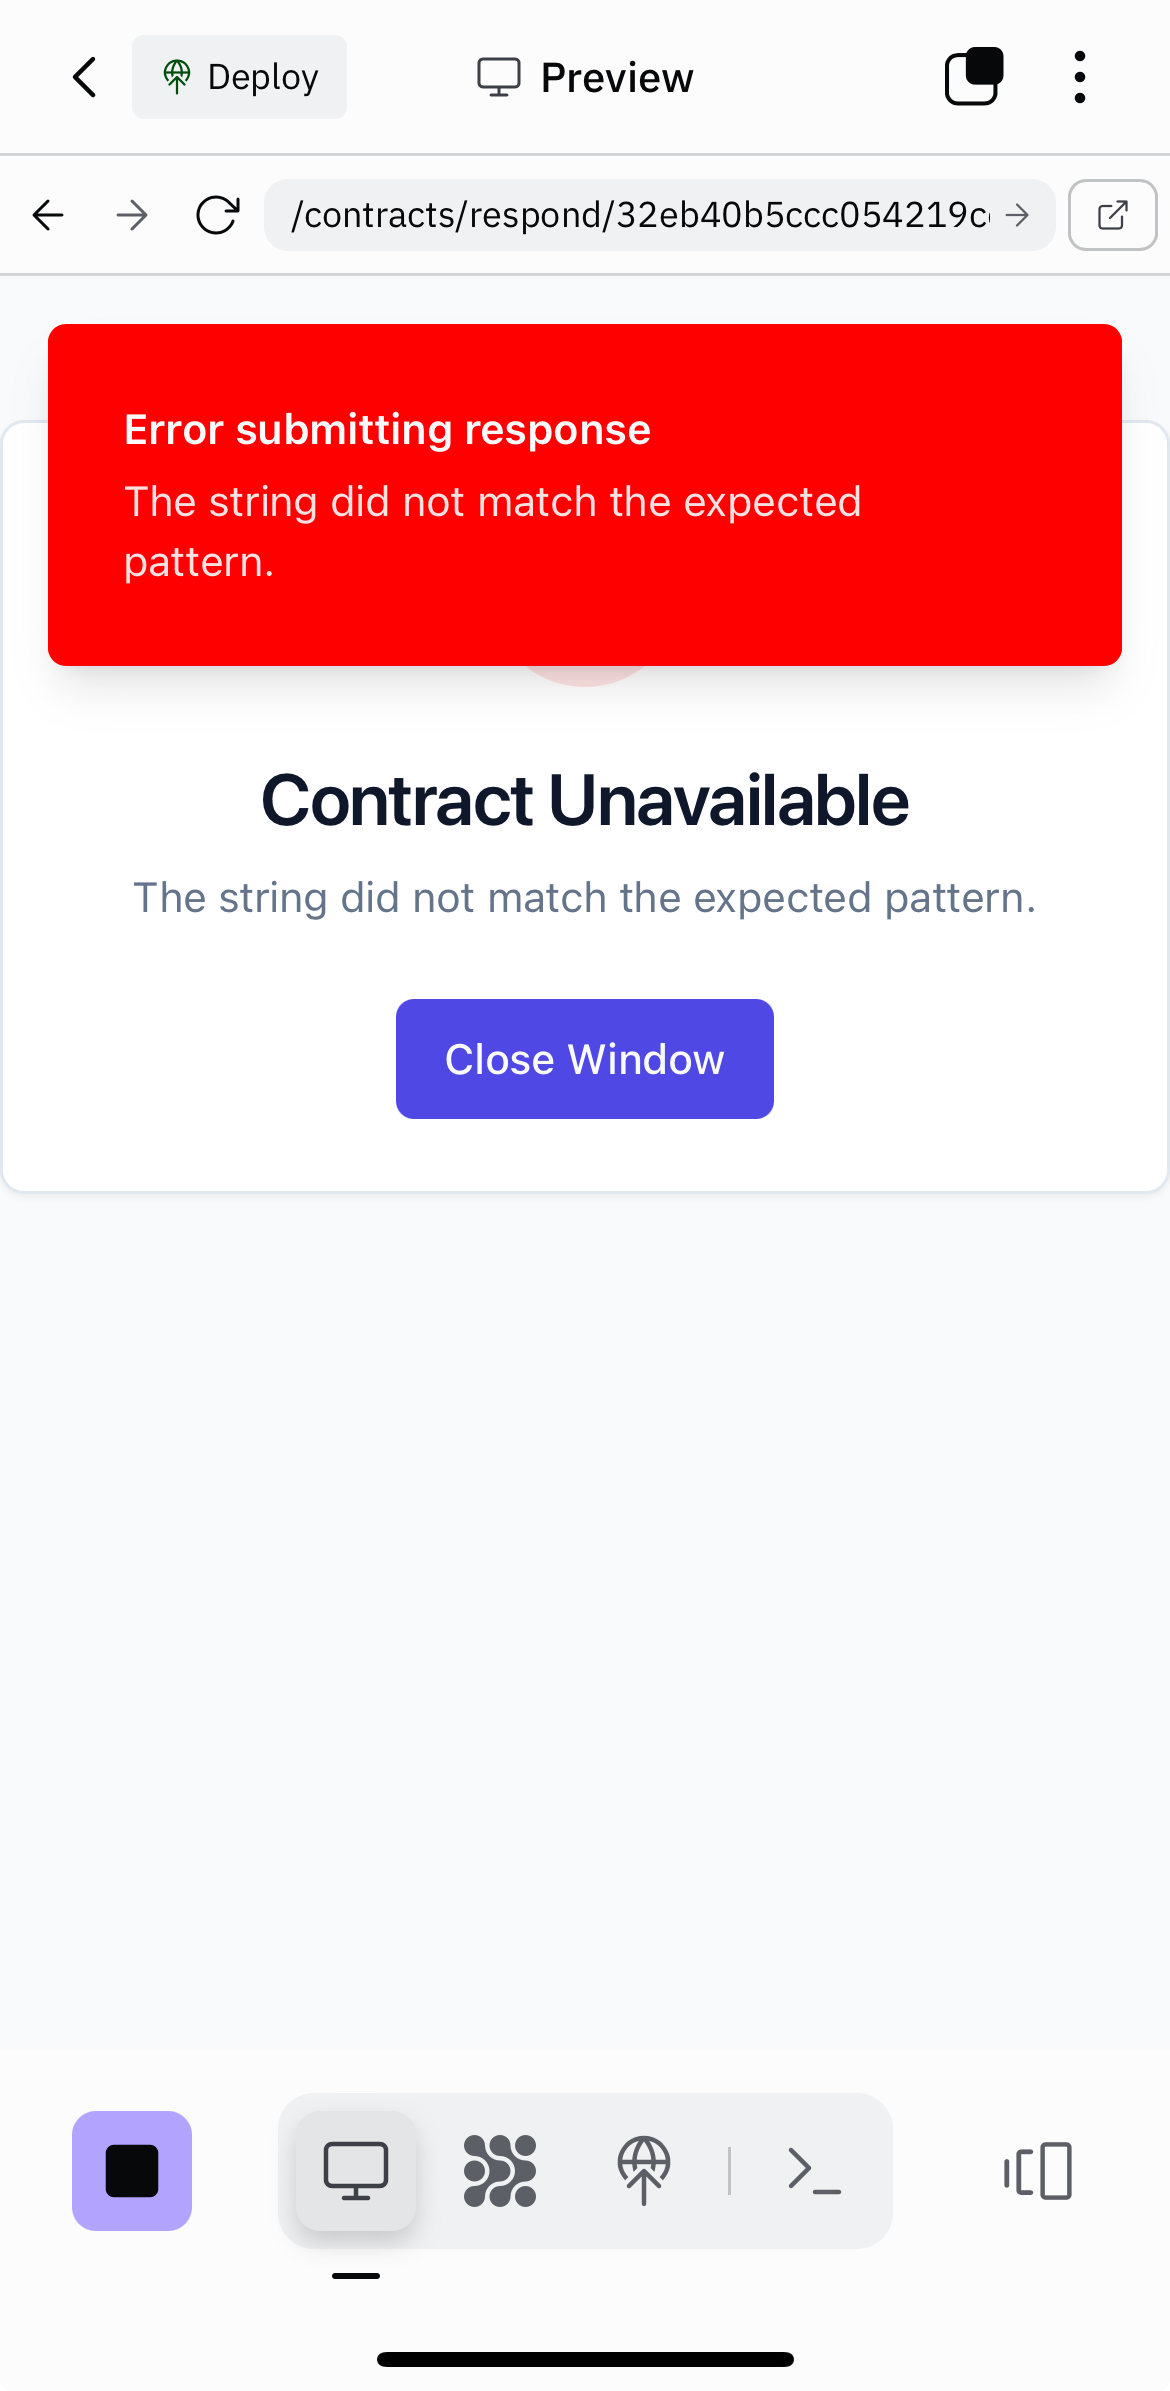 Deploy
Preview
/contracts/respond/32eb40b5ccc054219c
Error submitting response
The string did not match the expected
pattern.
Contract Unavailable
The string did not match the expected pattern.
Close Window